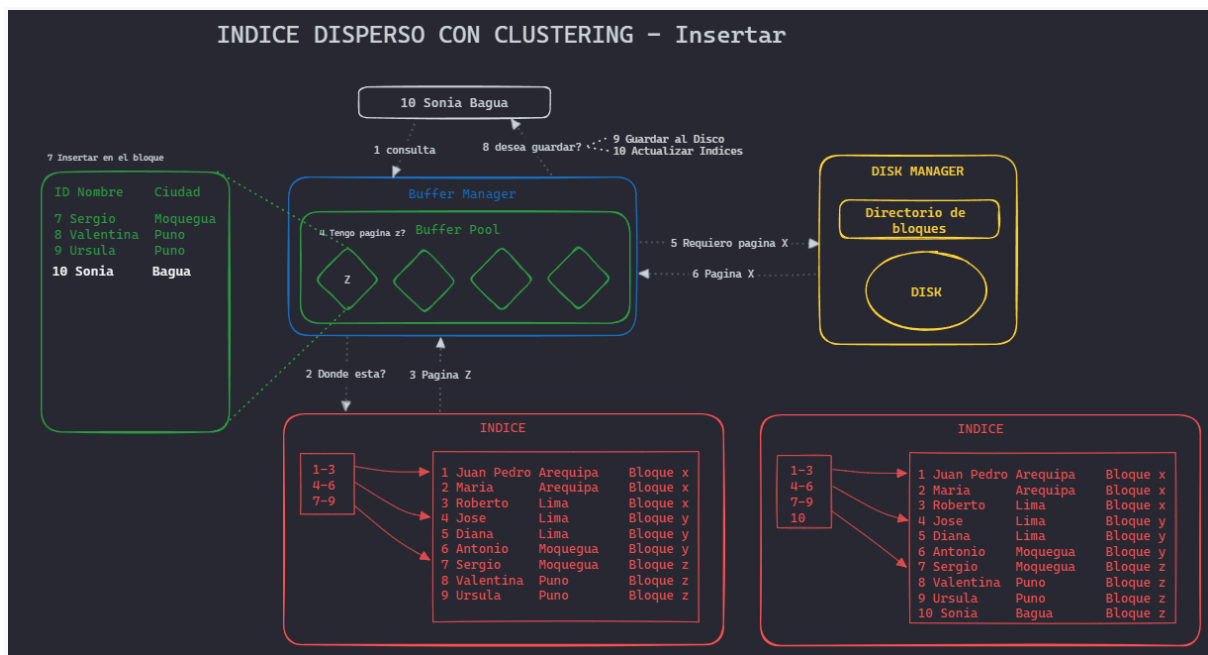 INDICE DISPERSO CON CLUSTERING - Insertar
10 Sonia Bagua
1 consulta
8 desea guardar?
9 Guardar al Disco
10 Actualizar Indices
7 Insertar en el bloque
ID Nombre Ciudad
7 Sergio Moquegua
8 Valentina Puno
9 Ursula Puno
10 Sonia Bagua
Buffer Manager
4 Tengo pagina z?
Buffer Pool
Z
5 Requiero pagina X
6 Pagina X
DISK MANAGER
Directorio de
bloques
DISK
2 Donde esta?
3 Pagina Z
INDICE
1-3
4-6
7-9
1 Juan Pedro Arequipa Bloque x
2 Maria Arequipa Bloque x
3 Roberto Lima Bloque x
4 Jose Lima Bloque y
5 Diana Lima Bloque y
6 Antonio Moquegua Bloque y
7 Sergio Moquegua Bloque z
8 Valentina Puno Bloque z
9 Ursula Puno Bloque z
INDICE
1-3
4-6
7-9
10
1 Juan Pedro Arequipa Bloque x
2 Maria Arequipa Bloque x
3 Roberto Lima Bloque x
4 Jose Lima Bloque y
5 Diana Lima Bloque y
6 Antonio Moquegua Bloque y
7 Sergio Moquegua Bloque z
8 Valentina Puno Bloque z
9 Ursula Puno Bloque z
10 Sonia Bagua Bloque z